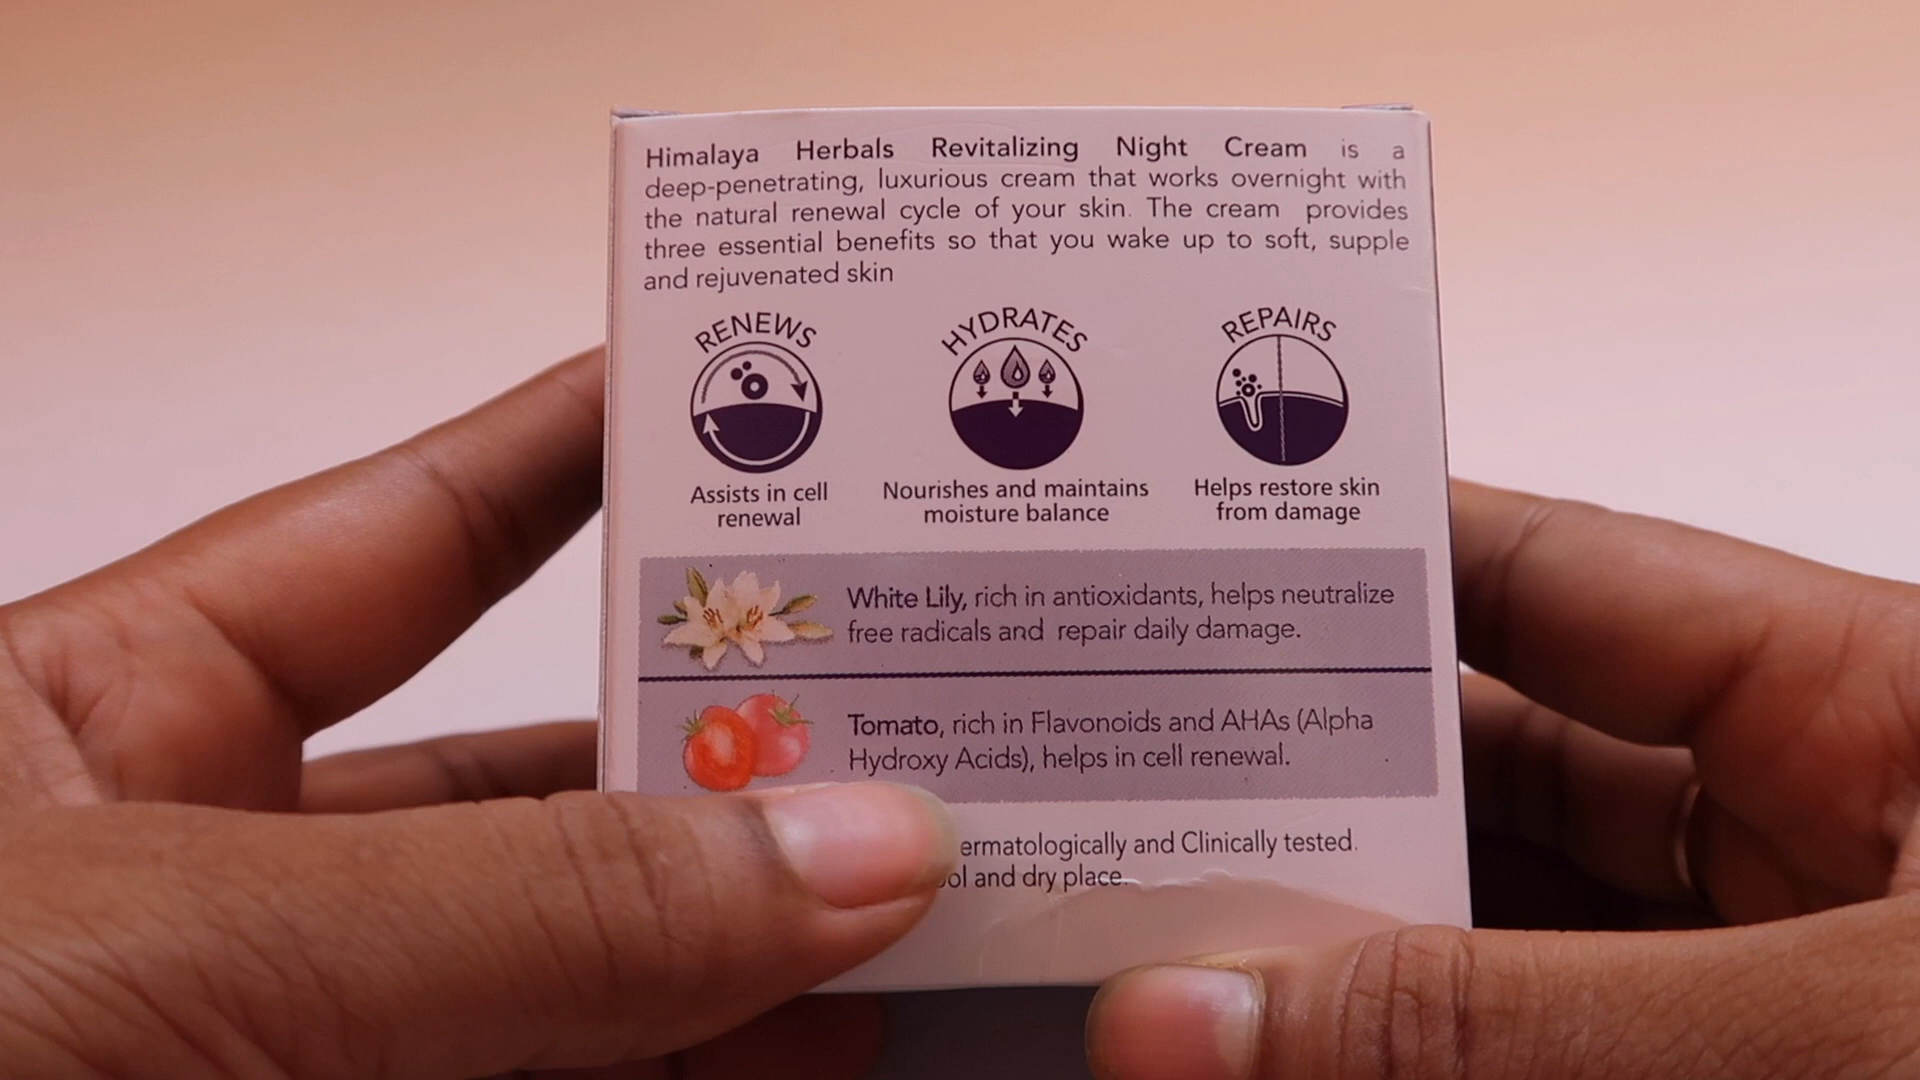 Himalaya Herbals Revitalizing Night Cream is a
deep-penetrating, luxurious cream that works overnight with
the natural renewal cycle of your skin. The cream provides
three essential benefits so that you wake up to soft, supple
and rejuvenated skin
RENEWS
Assists in cell
renewal
HYDRATES
Nourishes and maintains
moisture balance
REPAIRS
Helps restore skin
from damage
White Lily, rich in antioxidants, helps neutralize
free radicals and repair daily damage.
Tomato, rich in Flavonoids and AHAs (Alpha
Hydroxy Acids), helps in cell renewal.
and Clinically tested.
and dry place.